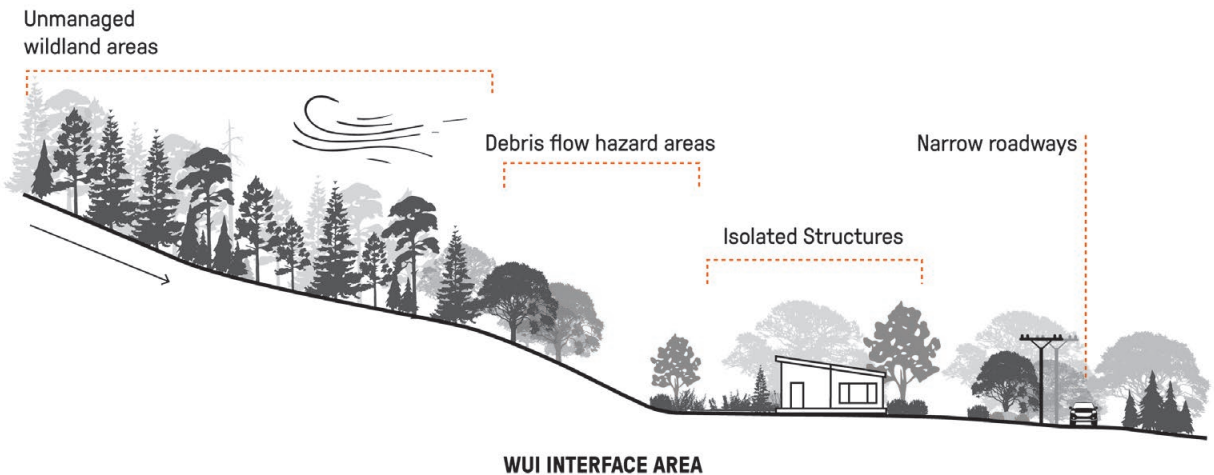 Unmanaged
wildland areas
Debris flow hazard areas
Narrow roadways
Isolated Structures
WUI INTERFACE AREA